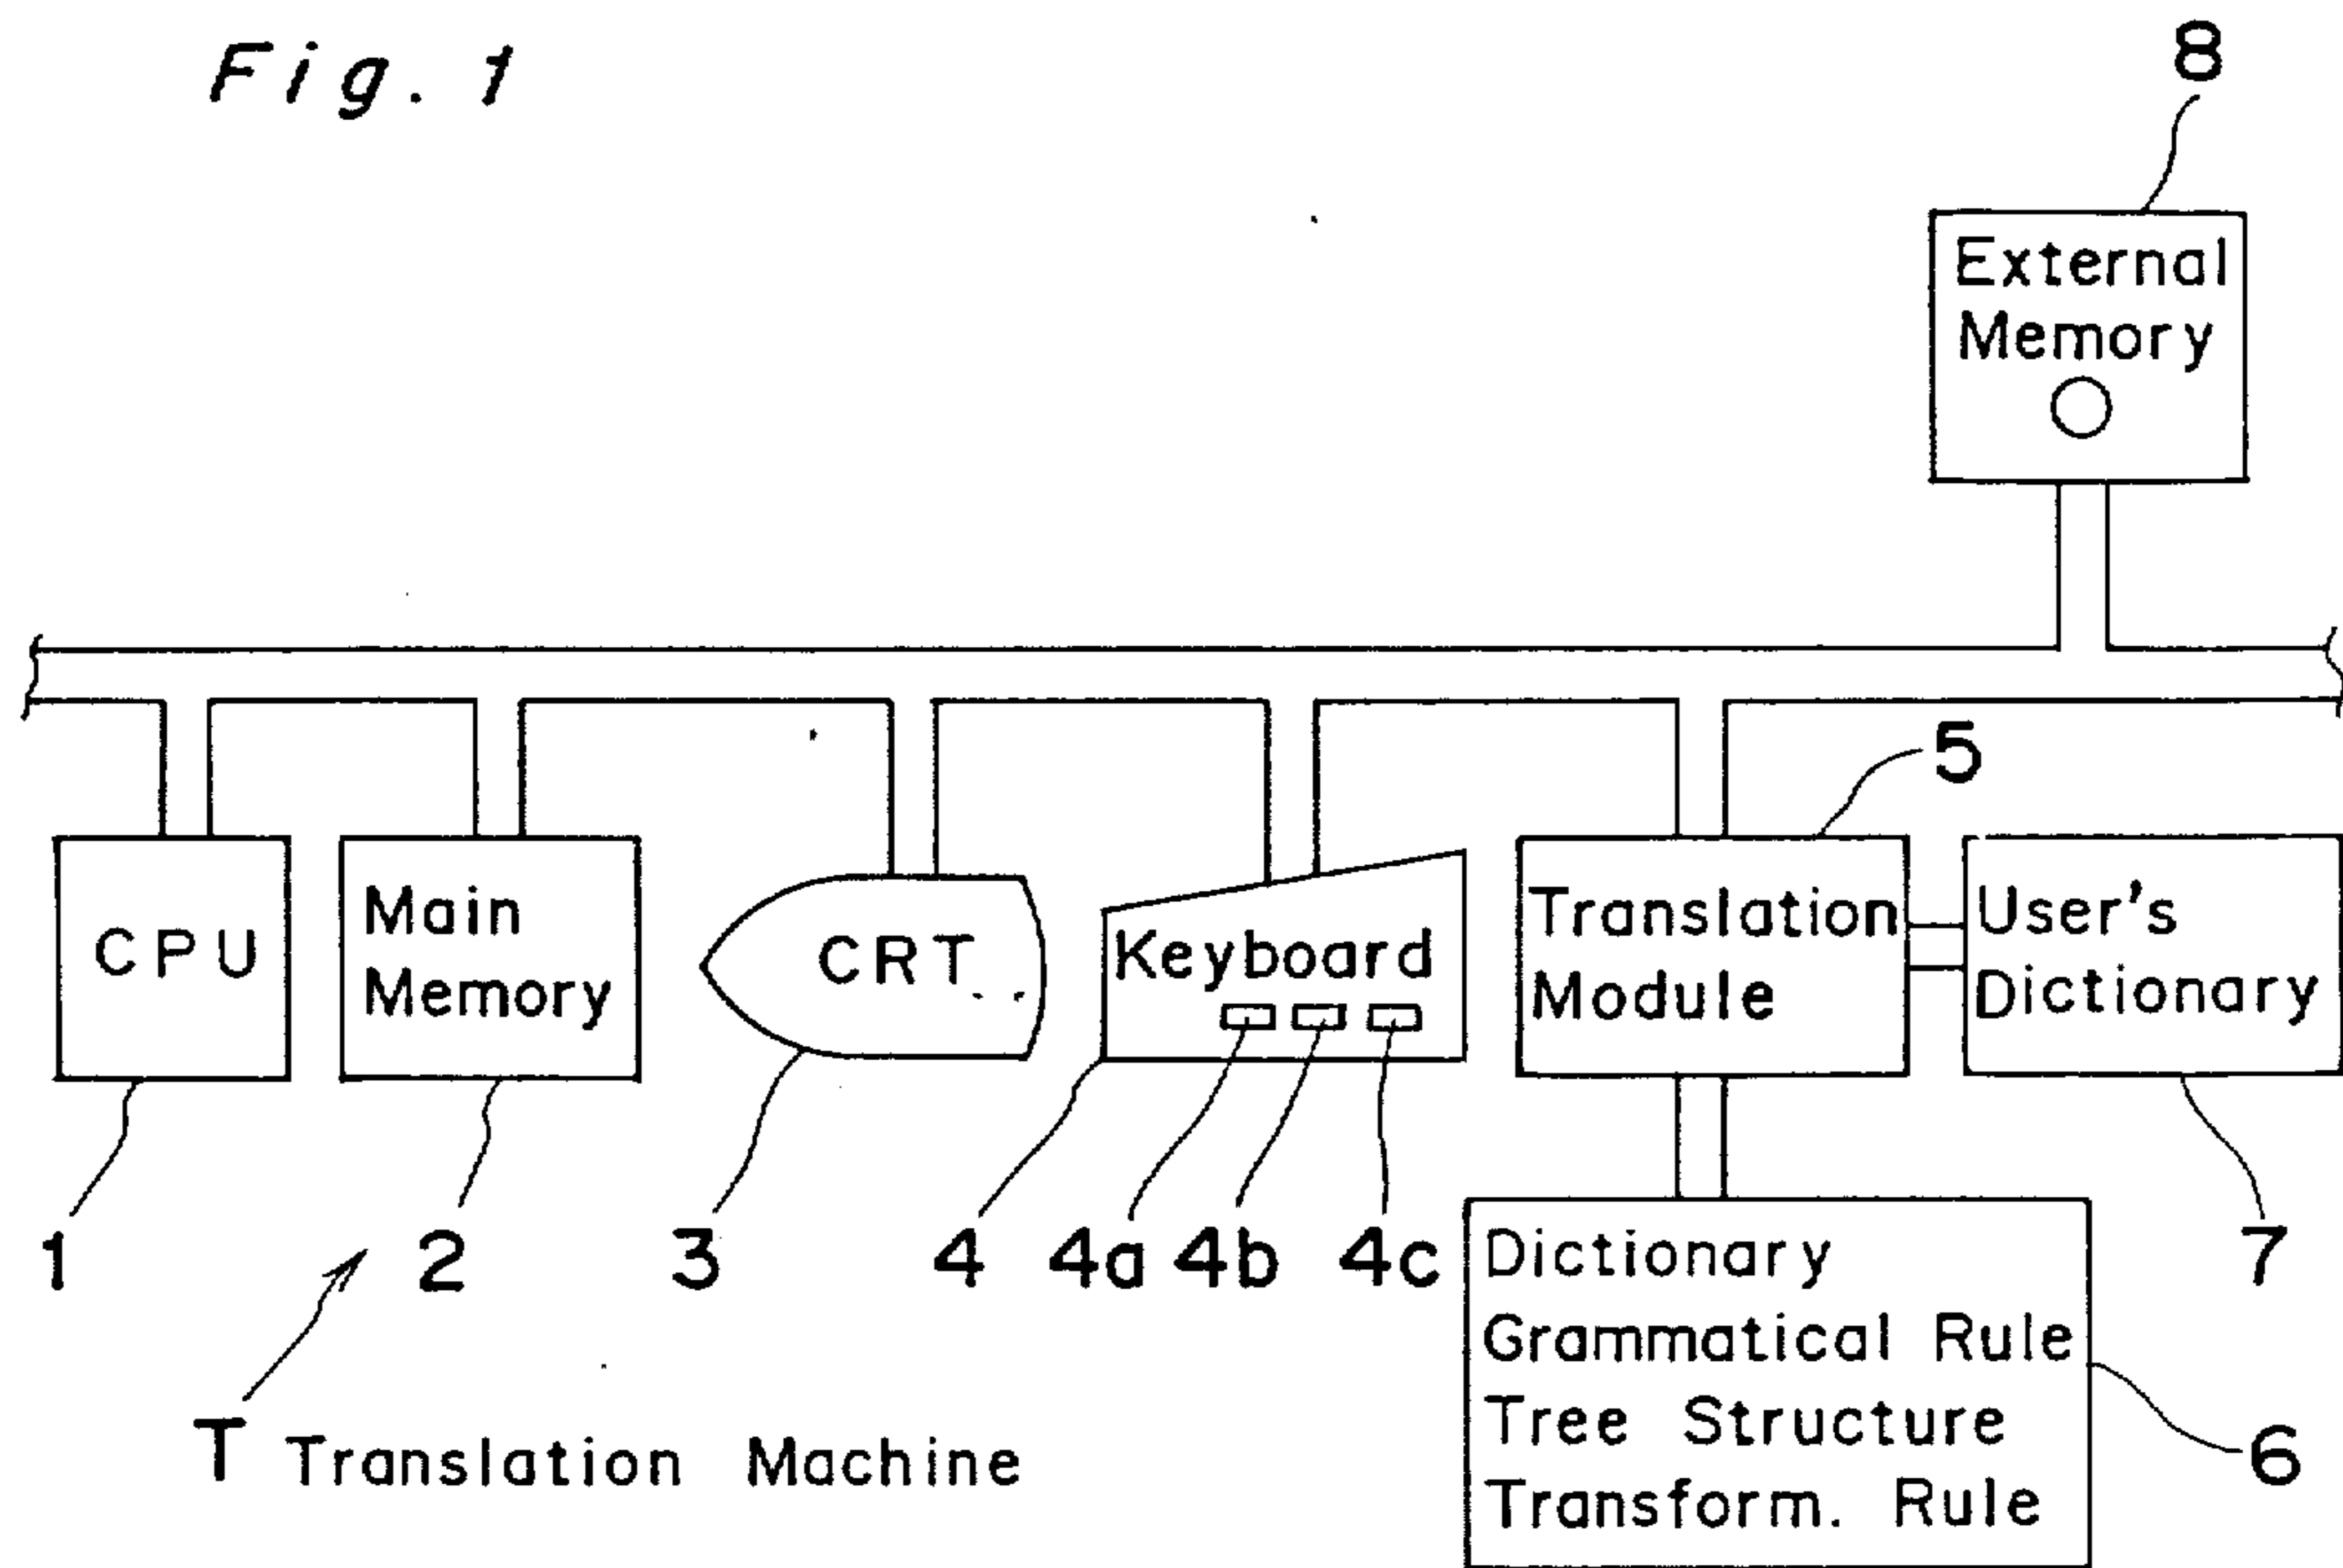 Fig. 1
8
External
Memory
5
CPU
Main
Memory
CRT
Keyboard
Translation
Module
User's
Dictionary
1
2
3
4
4a
4b
4c
7
Dictionary
Grammatical Rule
Tree Structure
Transform. Rule
6
T Translation Machine